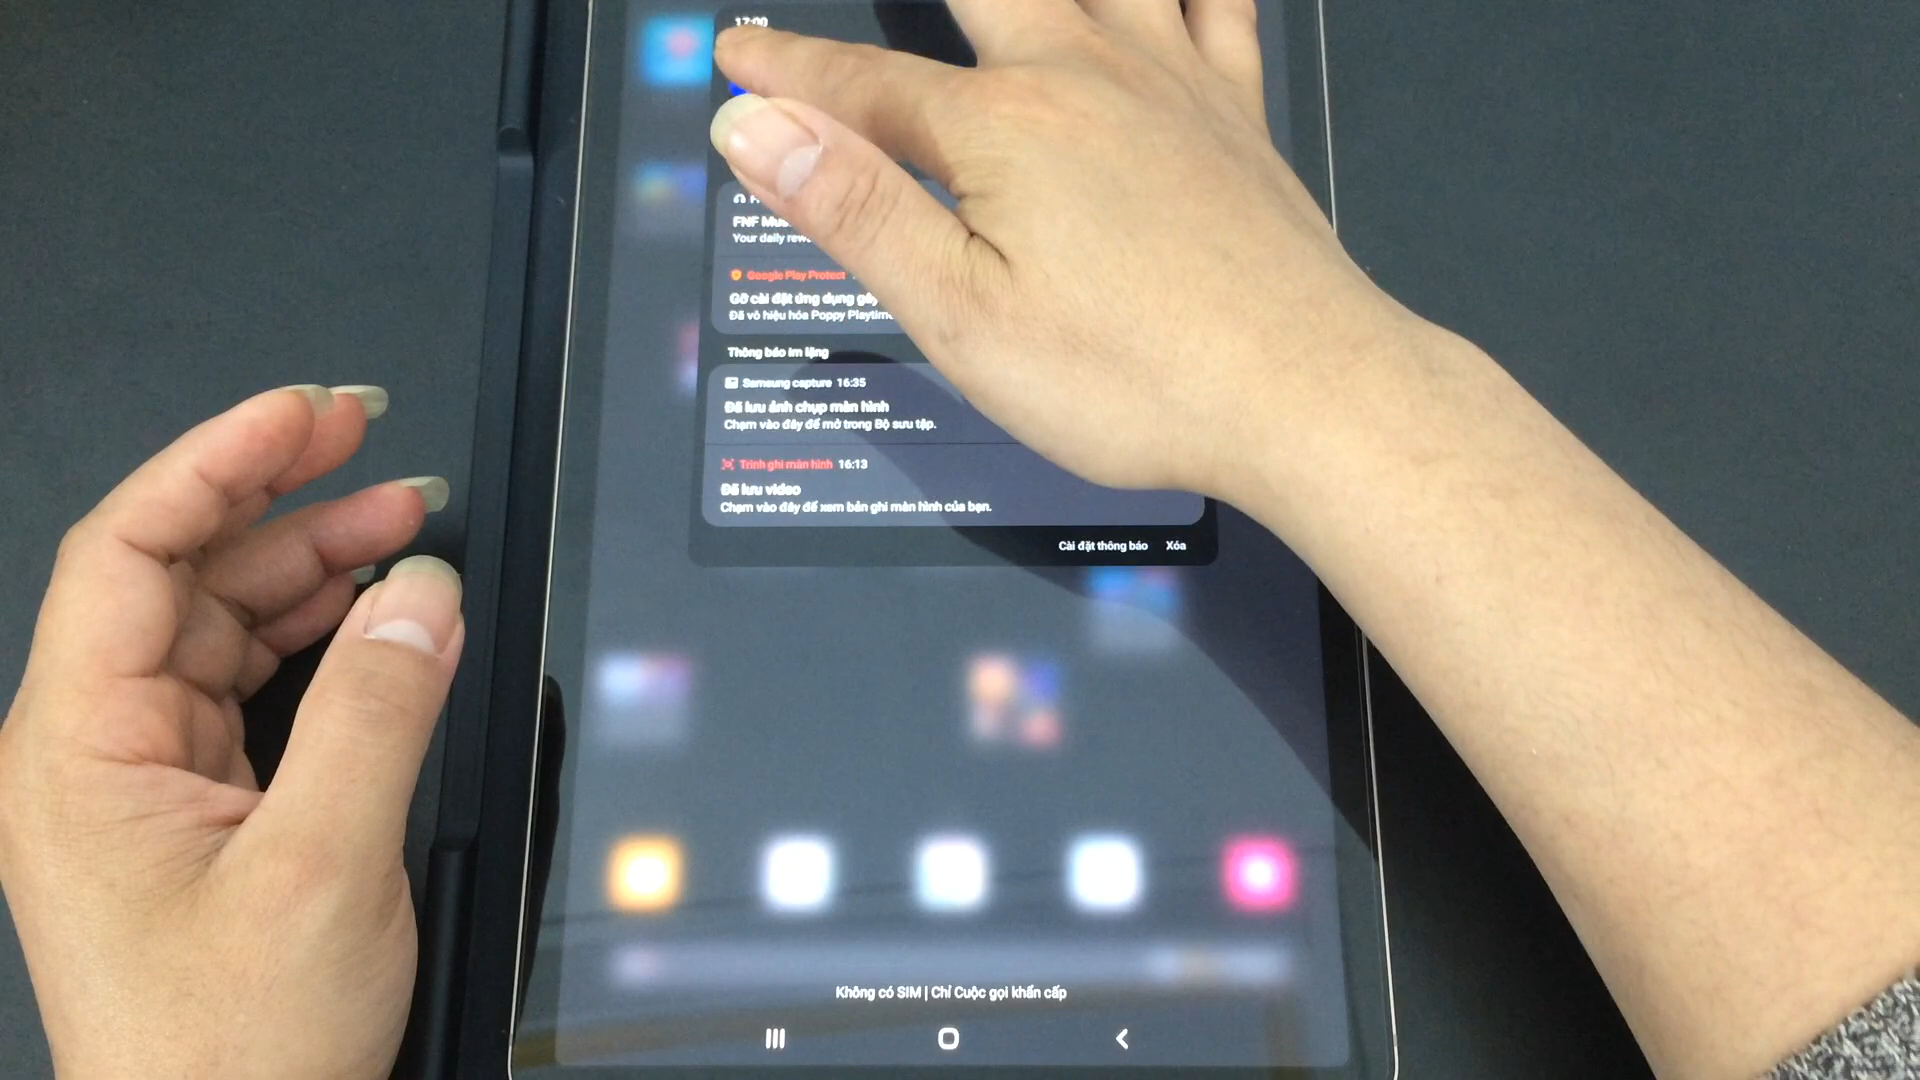 17:00
FNF
Your daily
Google Play Protect
Gỡ cài đặt ứng dụng gây
Đã vô hiệu hóa Poppy Playtime
Thông báo im lặng
Samsung capture 16:35
Đã lưu ảnh chụp màn hình
Chạm vào đây để mở trong Bộ sưu tập.
Trình ghi màn hình 16:13
Đã lưu video
Chạm vào đây để xem bản ghi màn hình của bạn.
Cài đặt thông báo Xóa
Không có SIM | Chỉ Cuộc gọi khẩn cấp